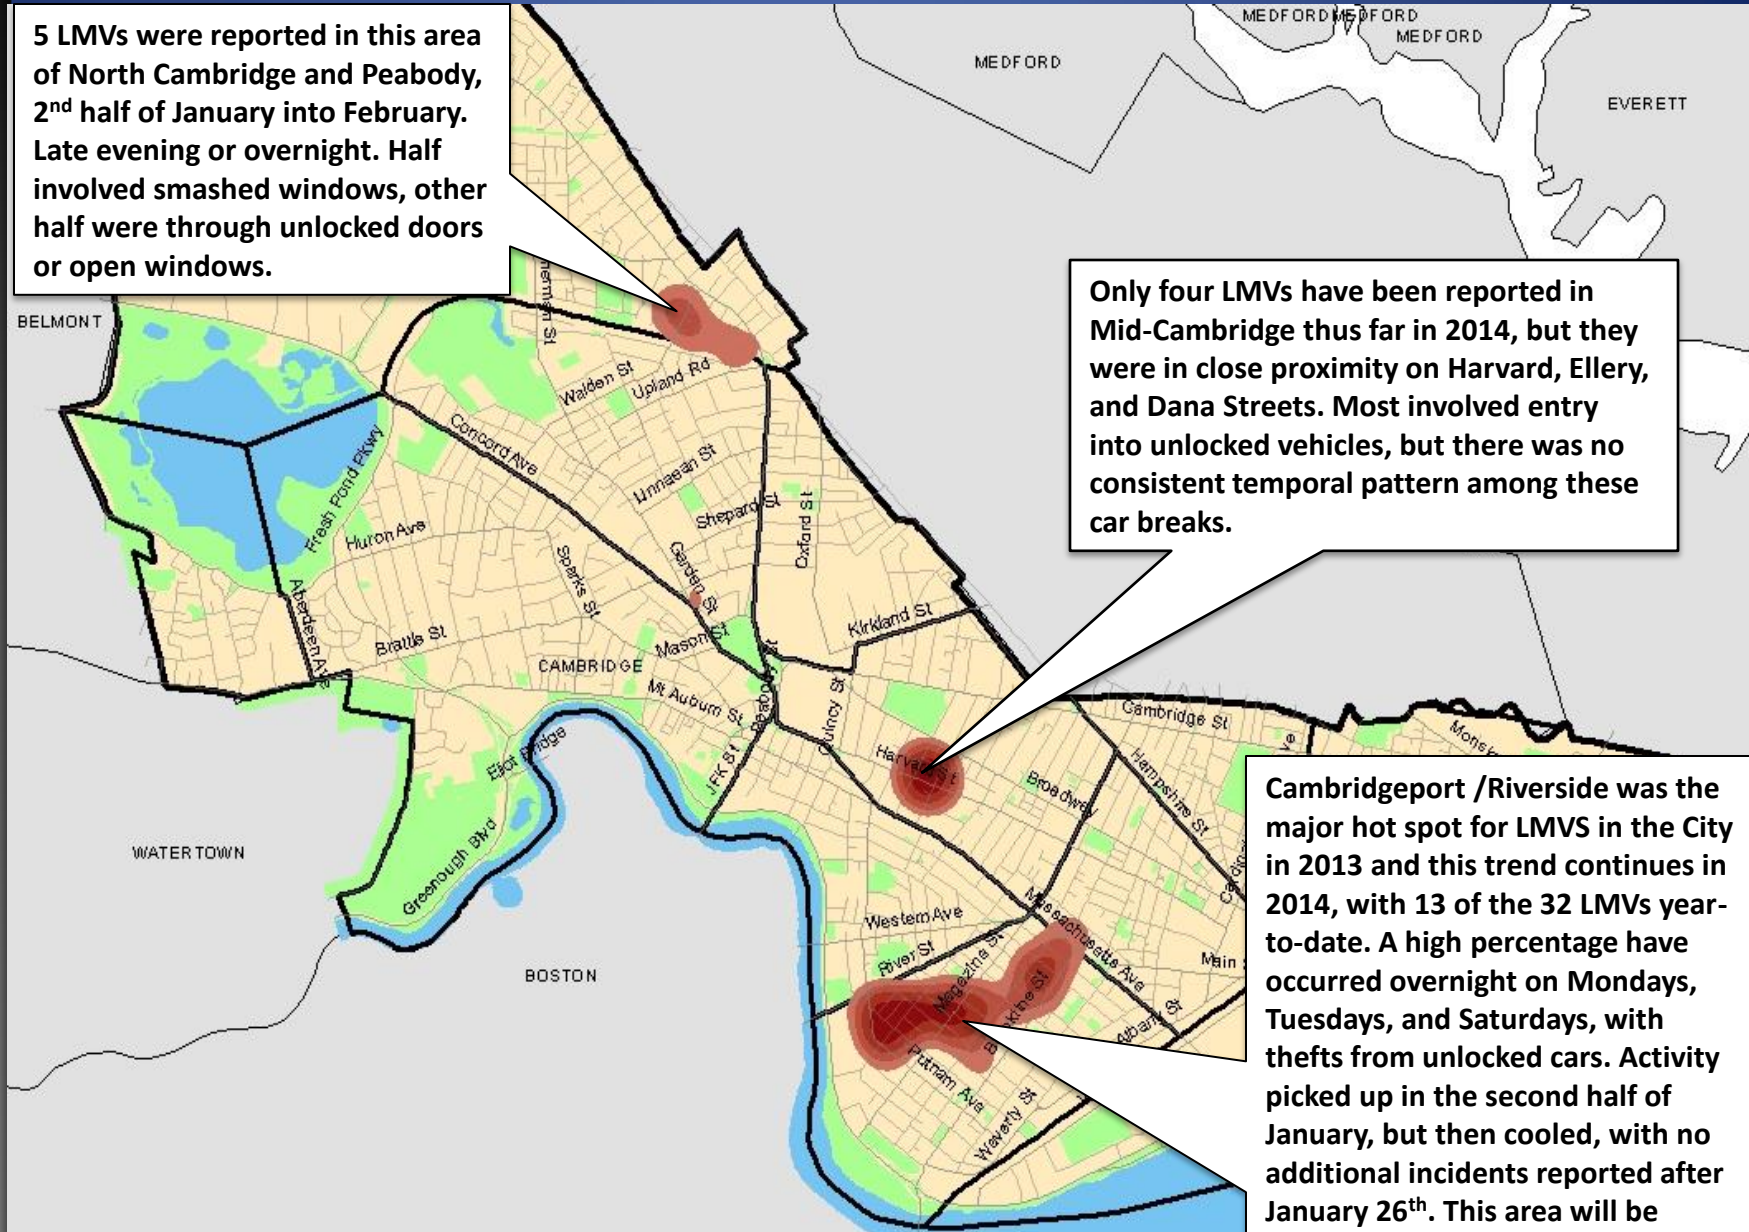 5 LMVs were reported in this area
of North Cambridge and Peabody,
2nd half of January into February.
Late evening or overnight. Half
involved smashed windows, other
half were through unlocked doors
or open windows.
MEDFORD
MEDFORD
MEDFORD
MEDFORD
EVERETT
BELMONT
Only four LMVs have been reported in
Mid-Cambridge thus far in 2014, but they
were in close proximity on Harvard, Ellery,
and Dana Streets. Most involved entry
into unlocked vehicles, but there was no
consistent temporal pattern among these
car breaks.
Walden St
Upland Rd
Concord Ave
Fresh Pond Pkwy
Linnaean St
Shepard St
Oxford St
Huron Ave
Sparks St
Garden St
Aberdeen Ave
Brattle St
Mason St
Kirkland St
CAMBRIDGE
Mt Auburn St
Peabody St
Quincy St
JFK St
Eliot Bridge
Harvard St
Cambridge St
Broadway
Hampshire St
WATERTOWN
Greenough Blvd
BOSTON
Western Ave
River St
Magazine St
Massachusetts Ave
Main
Albany St
Putnam Ave
Waverly St
Cambridgeport /Riverside was the
major hot spot for LMVS in the City
in 2013 and this trend continues in
2014, with 13 of the 32 LMVs year-
to-date. A high percentage have
occurred overnight on Mondays,
Tuesdays, and Saturdays, with
thefts from unlocked cars. Activity
picked up in the second half of
January, but then cooled, with no
additional incidents reported after
January 26th. This area will be